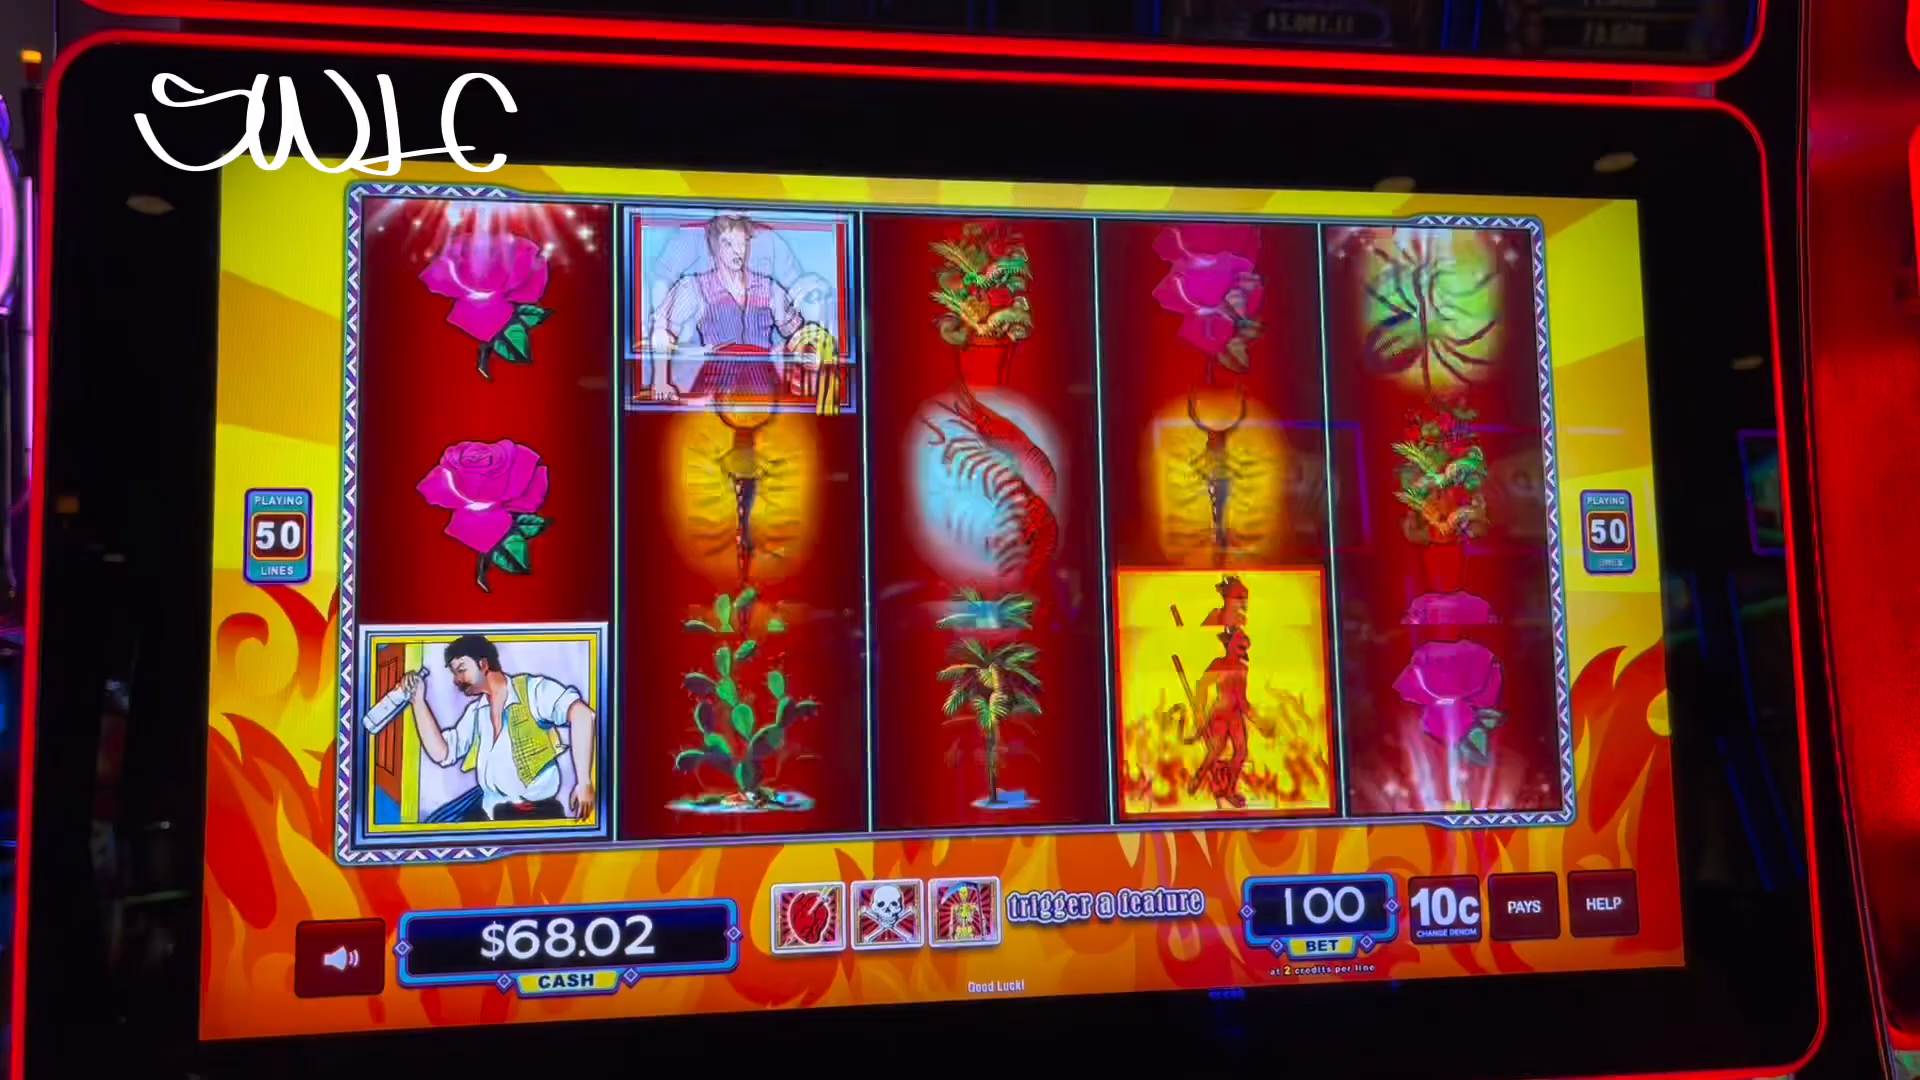 SWLC
PLAYING
50
LINES
PLAYING
50
LINES
$68.02
CASH
trigger a feature
Good Luck!
100
BET
at 2 credits per line
10c
CHANGE DENOM
PAYS
HELP